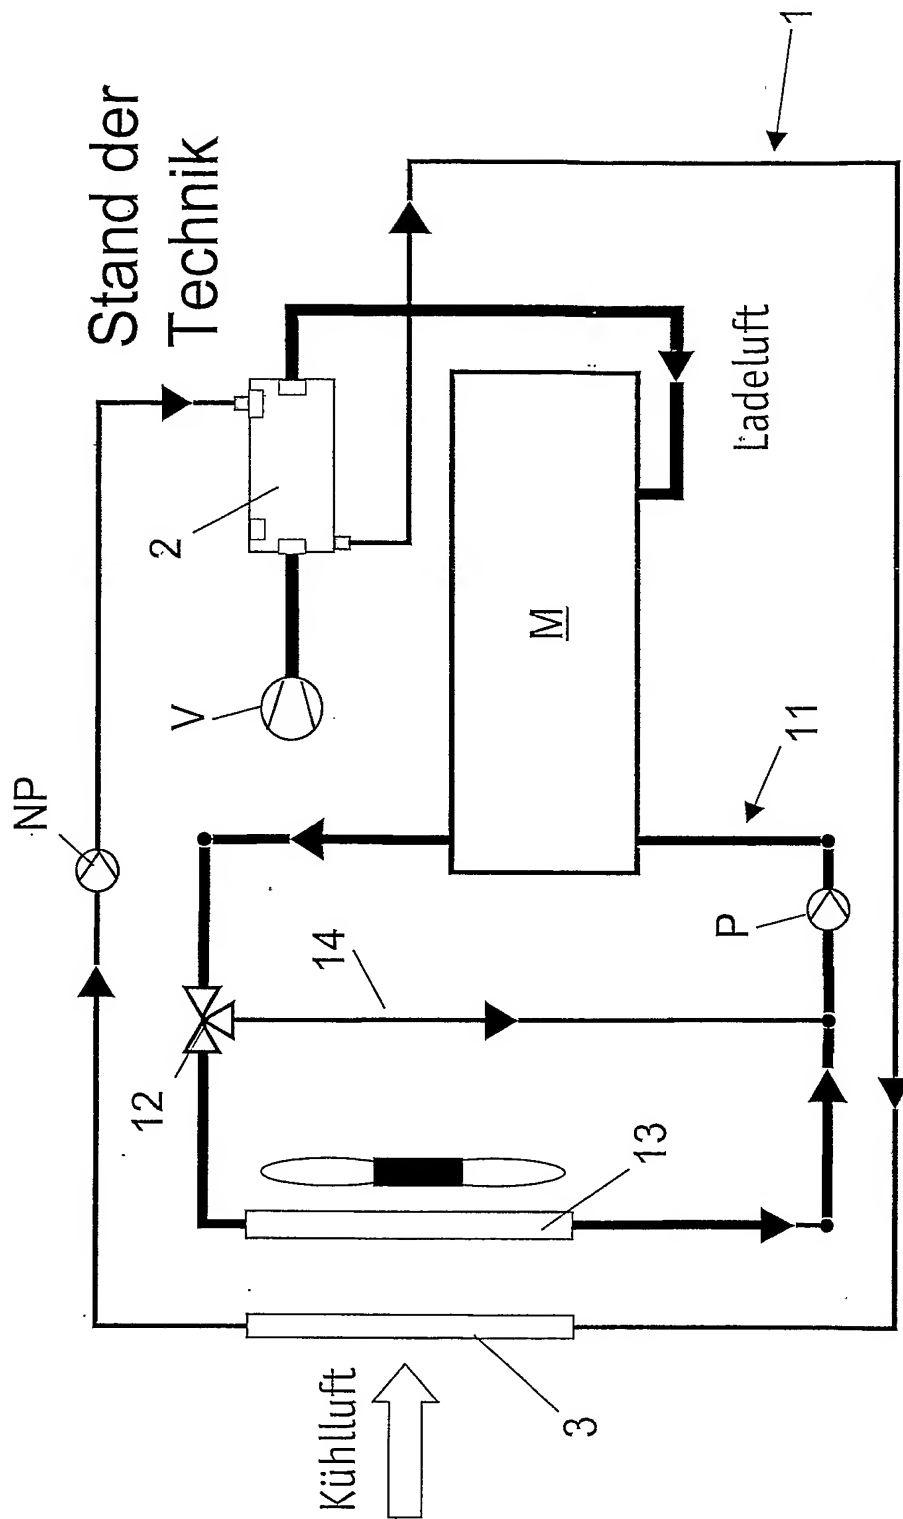 Stand der
Technik
1
NP
2
V
Ladeluft
M
11
P
14
12
13
Kühlluft
3